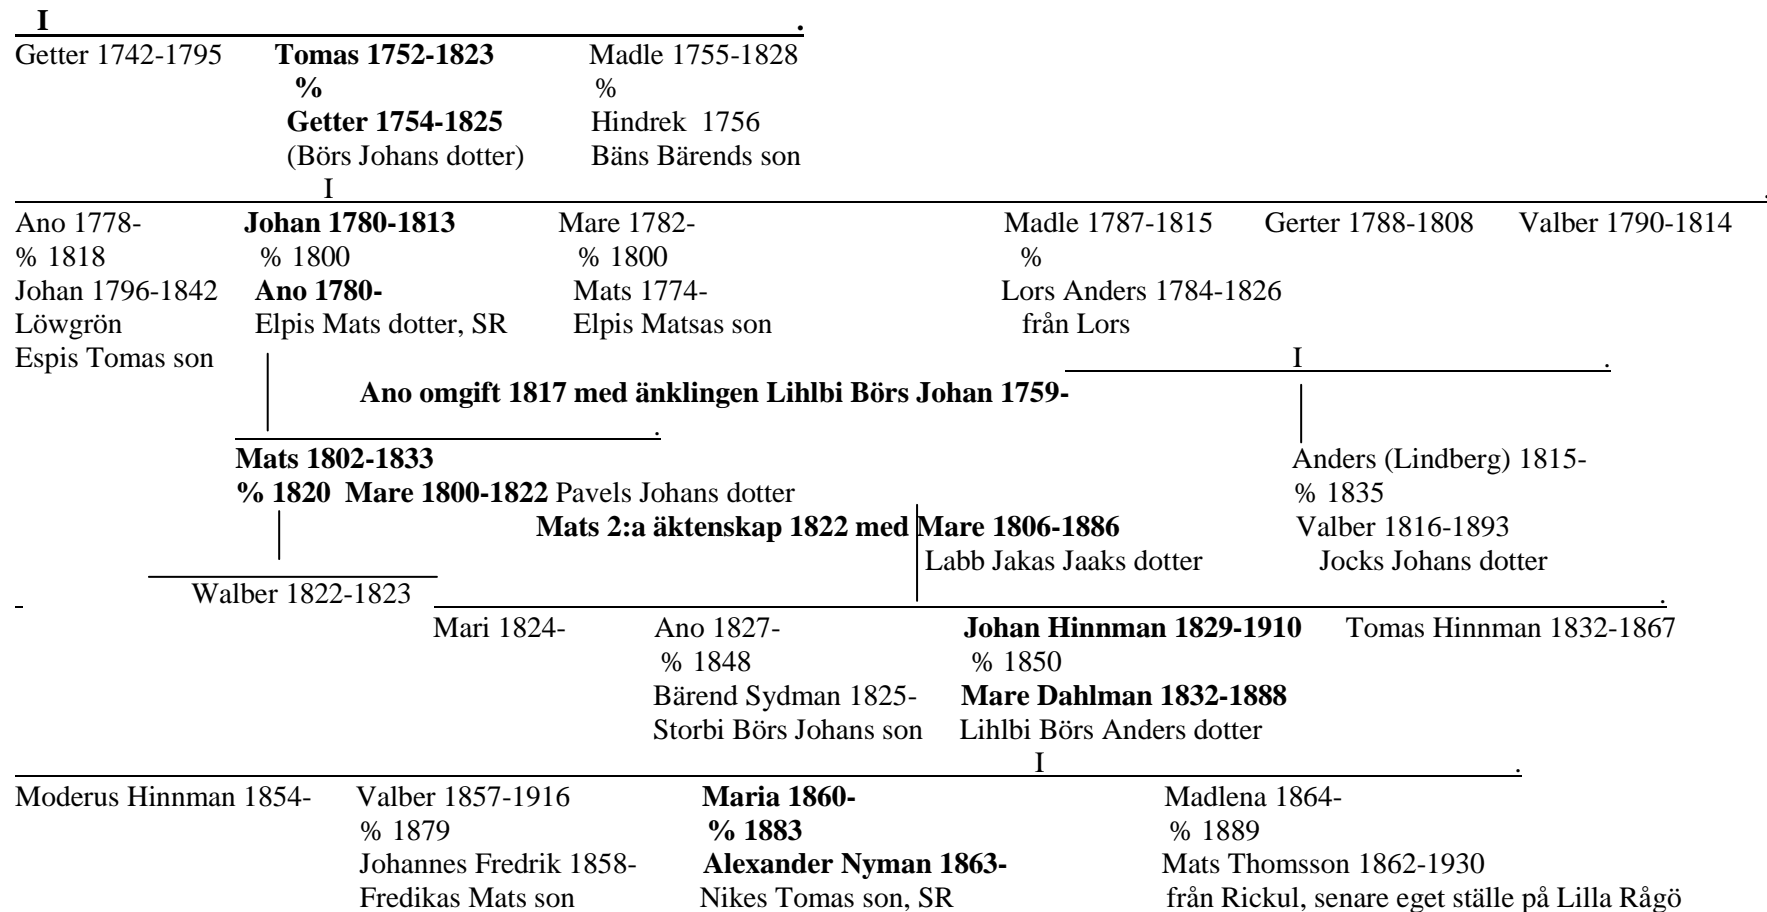 I .
Getter 1742-1795 Tomas 1752-1823 Madle 1755-1828
% %
Getter 1754-1825 Hindrek 1756
(Börs Johans dotter) Bäns Bärends son
I .
Ano 1778- Johan 1780-1813 Mare 1782- Madle 1787-1815 Gerter 1788-1808 Valber 1790-1814
% 1818 % 1800 % 1800 %
Johan 1796-1842 Ano 1780- Mats 1774- Lors Anders 1784-1826
Löwgrön Elpis Mats dotter, SR Elpis Matsas son från Lors
Espis Tomas son I .
Ano omgift 1817 med änklingen Lihlbi Börs Johan 1759-
.
Mats 1802-1833 Anders (Lindberg) 1815-
% 1820 Mare 1800-1822 Pavels Johans dotter % 1835
Mats 2:a äktenskap 1822 med Mare 1806-1886 Valber 1816-1893
Labb Jakas Jaaks dotter Jocks Johans dotter
Walber 1822-1823 .
Mari 1824- Ano 1827- Johan Hinnman 1829-1910 Tomas Hinnman 1832-1867
% 1848 % 1850
Bärend Sydman 1825- Mare Dahlman 1832-1888
Storbi Börs Johans son Lihlbi Börs Anders dotter
I .
Moderus Hinnman 1854- Valber 1857-1916 Maria 1860- Madlena 1864-
% 1879 % 1883 % 1889
Johannes Fredrik 1858- Alexander Nyman 1863- Mats Thomsson 1862-1930
Fredikas Mats son Nikes Tomas son, SR från Rickul, senare eget ställe på Lilla Rågö